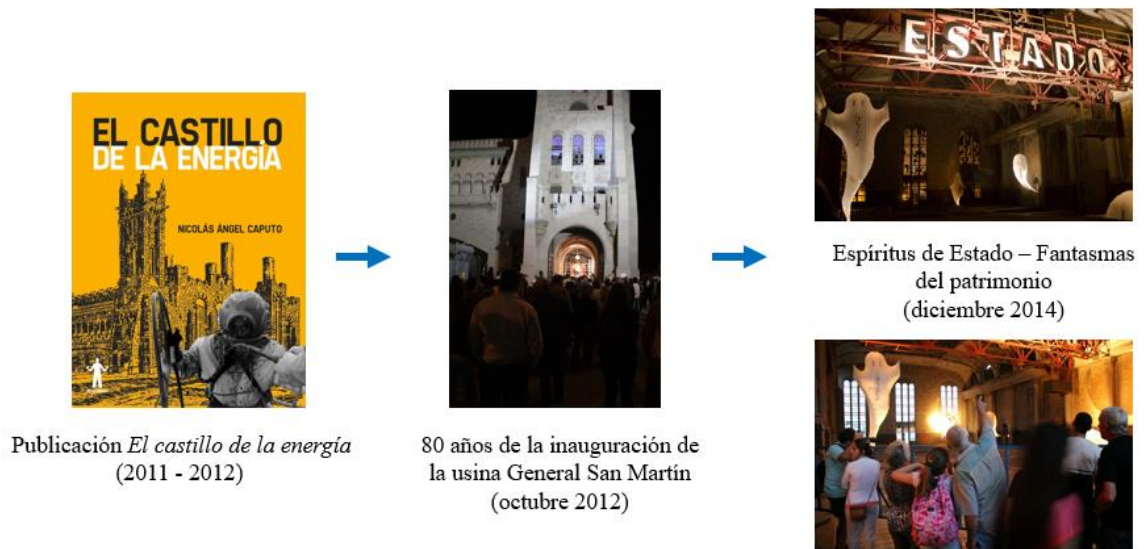 EL CASTILLO
DE LA ENERGÍA
NICOLÁS ÁNGEL CAPUTO
Publicación El castillo de la energía
(2011 - 2012)
80 años de la inauguración de
la usina General San Martín
(octubre 2012)
ESTADO
Espíritus de Estado – Fantasmas
del patrimonio
(diciembre 2014)